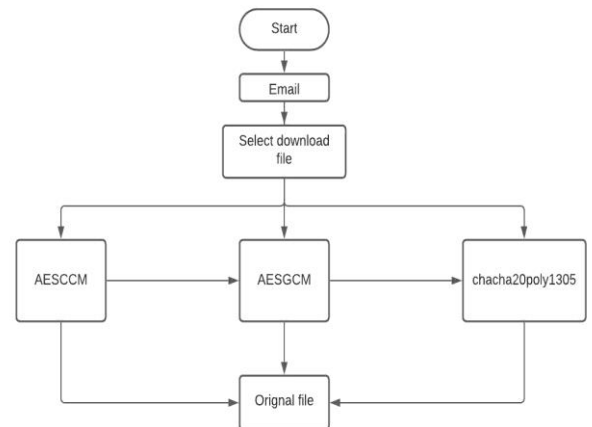 Start
Email
Select download
file
AESCCM
AESGCM
chacha20poly1305
Orignal file